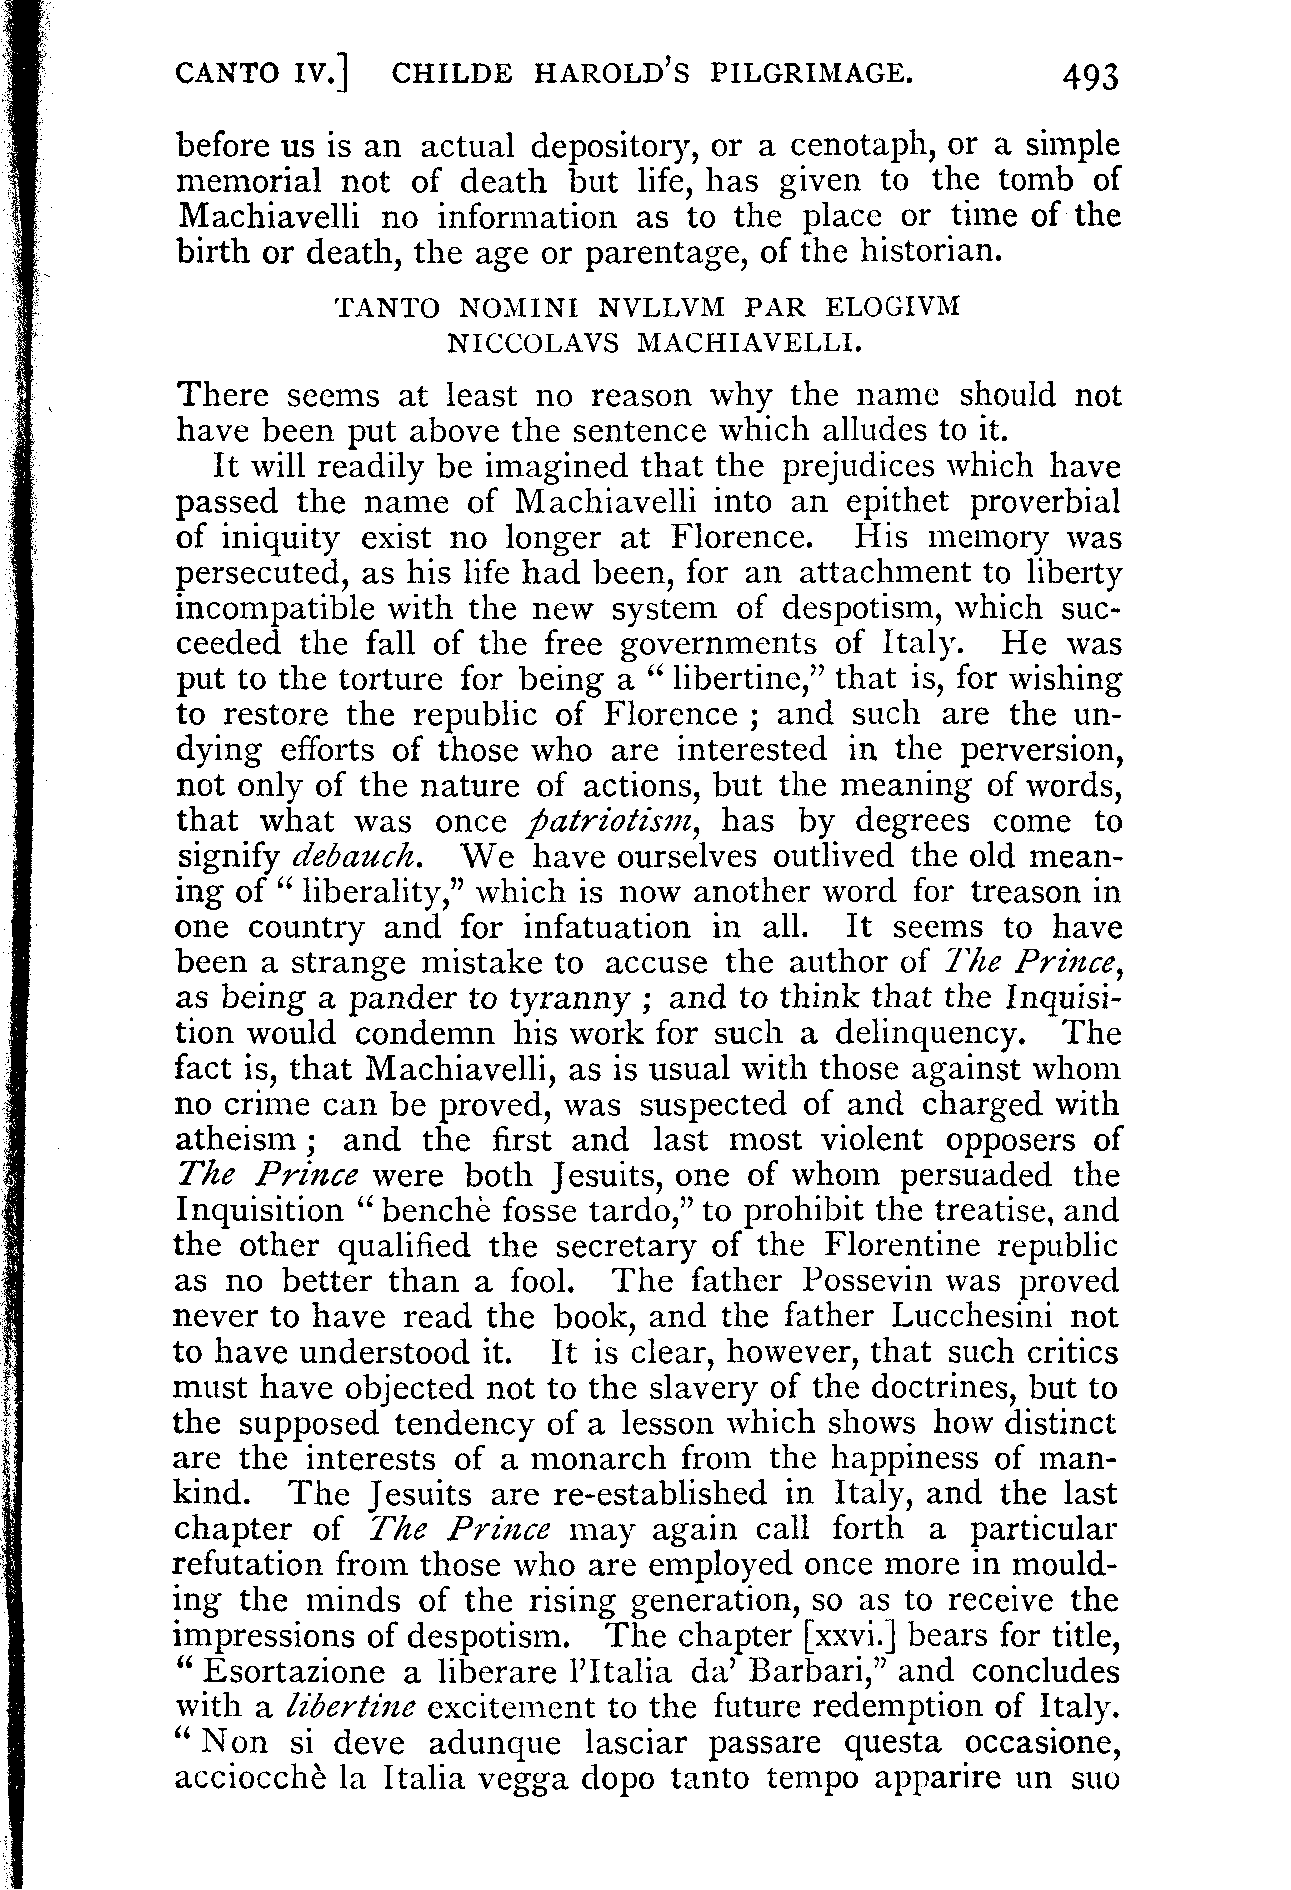 CANTO IV.] CHILDE HAROLD'S PILGRIMAGE. 493
before us is an actual depository, or a cenotaph, or a simple
memorial not of death but life, has given to the tomb of
Machiavelli no information as to the place or time of the
birth or death, the age or parentage, of the historian.
TANTO NOMINI NVLLVM PAR ELOGIVM
NICCOLAVS MACHIAVELLI.
There seems at least no reason why the name should not
have been put above the sentence which alludes to it.
It will readily be imagined that the prejudices which have
passed the name of Machiavelli into an epithet proverbial
of iniquity exist no longer at Florence. His memory was
persecuted, as his life had been, for an attachment to liberty
incompatible with the new system of despotism, which suc-
ceeded the fall of the free governments of Italy. He was
put to the torture for being a "libertine," that is, for wishing
to restore the republic of Florence; and such are the un-
dying efforts of those who are interested in the perversion,
not only of the nature of actions, but the meaning of words,
that what was once patriotism, has by degrees come to
signify debauch. We have ourselves outlived the old mean-
ing of "liberality," which is now another word for treason in
one country and for infatuation in all. It seems to have
been a strange mistake to accuse the author of The Prince,
as being a pander to tyranny; and to think that the Inquisi-
tion would condemn his work for such a delinquency. The
fact is, that Machiavelli, as is usual with those against whom
no crime can be proved, was suspected of and charged with
atheism; and the first and last most violent opposers of
The Prince were both Jesuits, one of whom persuaded the
Inquisition "benchè fosse tardo," to prohibit the treatise, and
the other qualified the secretary of the Florentine republic
as no better than a fool. The father Possevin was proved
never to have read the book, and the father Lucchesini not
to have understood it. It is clear, however, that such critics
must have objected not to the slavery of the doctrines, but to
the supposed tendency of a lesson which shows how distinct
are the interests of a monarch from the happiness of man-
kind. The Jesuits are re-established in Italy, and the last
chapter of The Prince may again call forth a particular
refutation from those who are employed once more in mould-
ing the minds of the rising generation, so as to receive the
impressions of despotism. The chapter [xxvi.] bears for title,
"Esortazione a liberare l'Italia da' Barbari," and concludes
with a libertine excitement to the future redemption of Italy.
"Non si deve adunque lasciar passare questa occasione,
acciocchè la Italia vegga dopo tanto tempo apparire un suo